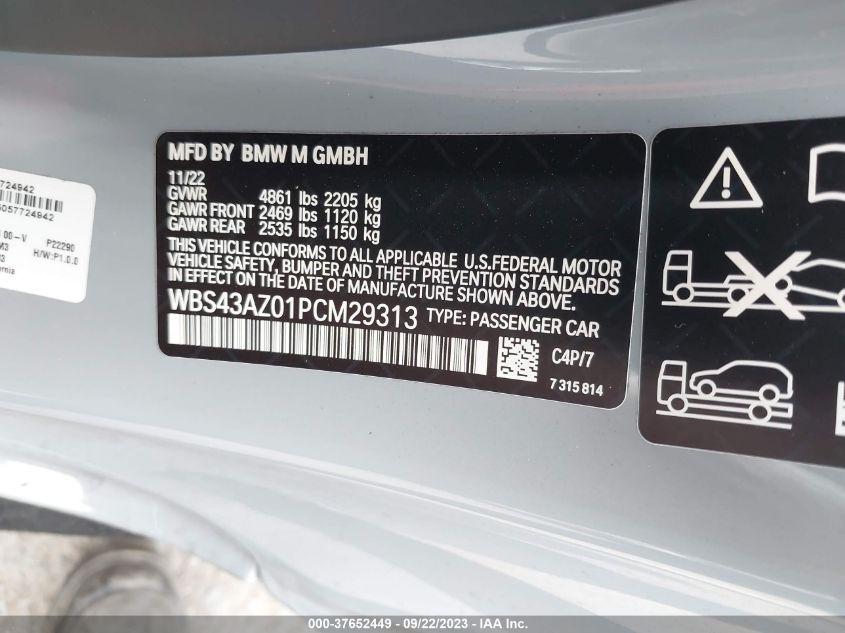 MFD BY BMW M GMBH
11/22
GVWR 4861 lbs 2205 kg
GAWR FRONT 2469 lbs 1120 kg
GAWR REAR 2535 lbs 1150 kg
THIS VEHICLE CONFORMS TO ALL APPLICABLE U.S.FEDERAL MOTOR
VEHICLE SAFETY, BUMPER AND THEFT PREVENTION STANDARDS
IN EFFECT ON THE DATE OF MANUFACTURE SHOWN ABOVE.
WBS43AZ01PCM29313 TYPE: PASSENGER CAR
C4P/7
7 315 814
724942
5057724942
00-V P22290
H/W:P1.0.0
000-37652449 - 09/22/2023 - IAA Inc.